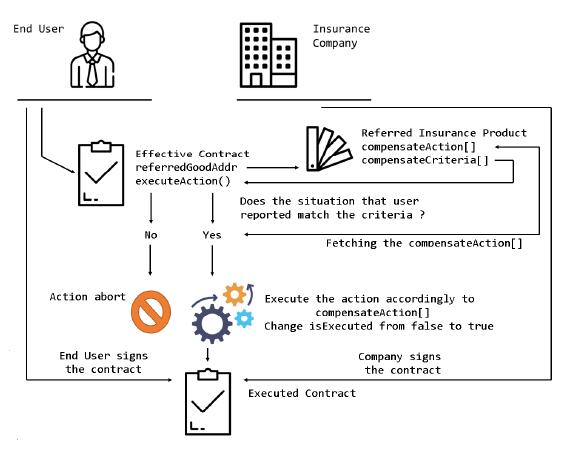 End User
Insurance
Company
Effective Contract
referredGoodAddr
executeAction()
Referred Insurance Product
compensateAction[]
compensateCriteria[]
Does the situation that user
reported match the criteria ?
No
Yes
Fetching the compensateAction[]
Action abort
Execute the action accordingly to
compensateAction[]
Change isExecuted from false to true
End User signs
the contract
Company signs
the contract
Executed Contract